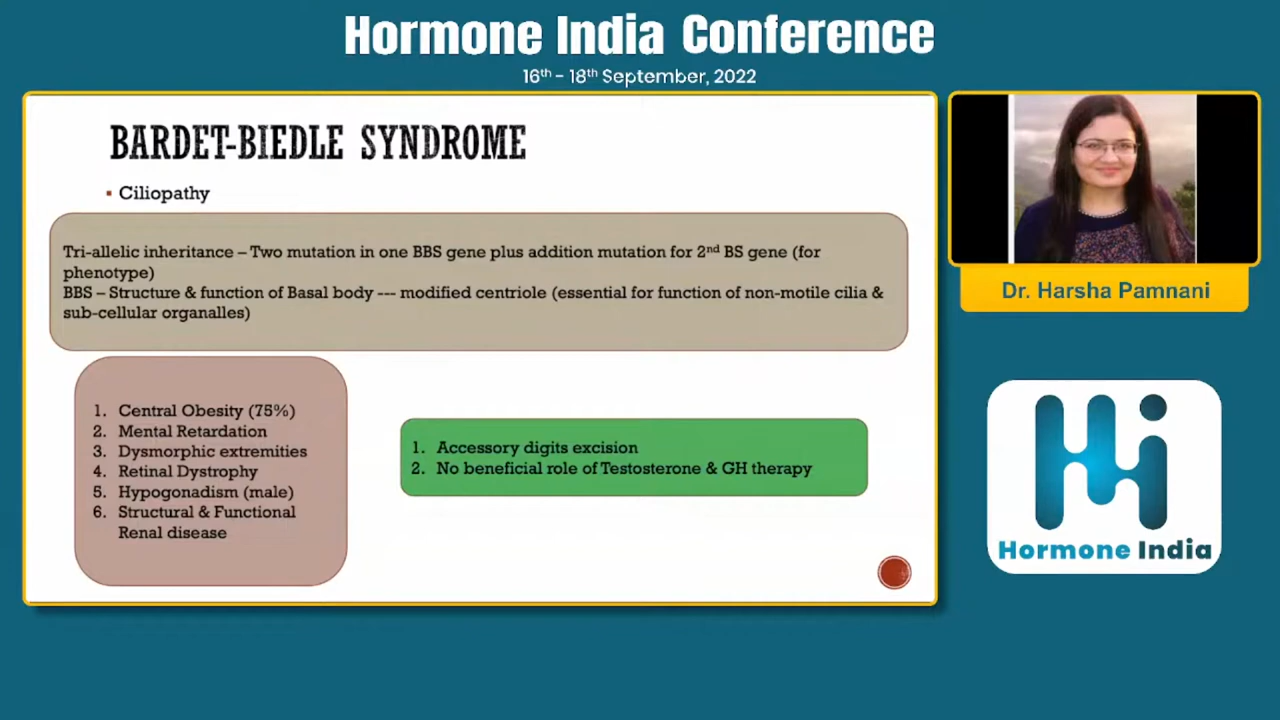 Hormone India Conference
16th - 18th September, 2022
BARDET-BIEDLE SYNDROME
▪ Ciliopathy
Tri-allelic inheritance – Two mutation in one BBS gene plus addition mutation for 2nd BS gene (for
phenotype)
BBS – Structure & function of Basal body --- modified centriole (essential for function of non-motile cilia &
sub-cellular organalles)
1. Central Obesity (75%)
2. Mental Retardation
3. Dysmorphic extremities
4. Retinal Dystrophy
5. Hypogonadism (male)
6. Structural & Functional
Renal disease
1. Accessory digits excision
2. No beneficial role of Testosterone & GH therapy
Dr. Harsha Pamnani
Hi
Hormone India